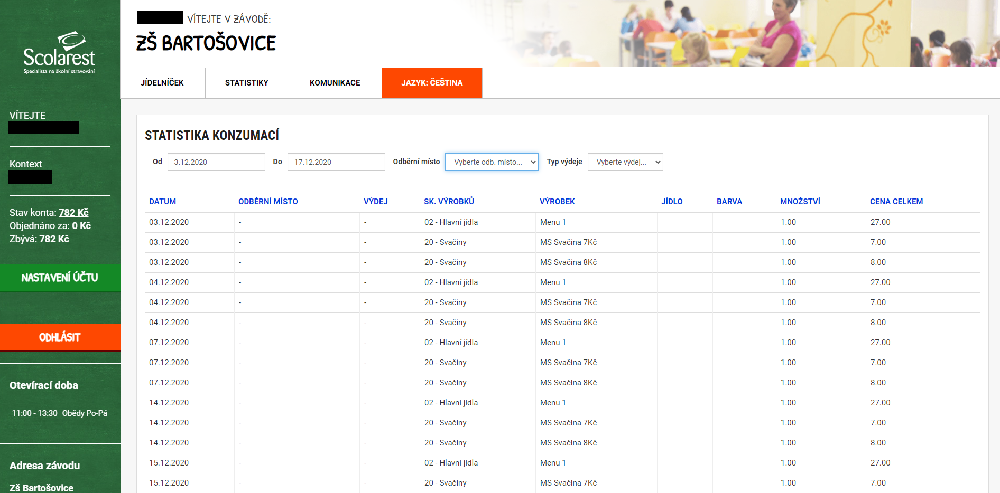 Scolarest
Specialista na školní stravování
VÍTEJTE
Kontext
Stav konta: 782 Kč
Objednáno za: 0 Kč
Zbývá: 782 Kč
NASTAVENÍ ÚČTU
ODHLÁSIT
Otevírací doba
11:00 - 13:30 Obědy Po-Pá
Adresa závodu
Zš Bartošovice
VÍTEJTE V ZÁVODĚ:
ZŠ BARTOŠOVICE
JÍDELNÍČEK STATISTIKY KOMUNIKACE JAZYK: ČEŠTINA
STATISTIKA KONZUMACÍ
Od 3.12.2020 Do 17.12.2020 Odběrní místo Vyberte odb. místo... Typ výdeje Vyberte výdej...
DATUM ODBĚRNÍ MÍSTO VÝDEJ SK. VÝROBKŮ VÝROBEK JÍDLO BARVA MNOŽSTVÍ CENA CELKEM
03.12.2020 - - 02 - Hlavní jídla Menu 1 1.00 27.00
03.12.2020 - - 20 - Svačiny MS Svačina 7Kč 1.00 7.00
03.12.2020 - - 20 - Svačiny MS Svačina 8Kč 1.00 8.00
04.12.2020 - - 02 - Hlavní jídla Menu 1 1.00 27.00
04.12.2020 - - 20 - Svačiny MS Svačina 7Kč 1.00 7.00
04.12.2020 - - 20 - Svačiny MS Svačina 8Kč 1.00 8.00
07.12.2020 - - 02 - Hlavní jídla Menu 1 1.00 27.00
07.12.2020 - - 20 - Svačiny MS Svačina 7Kč 1.00 7.00
07.12.2020 - - 20 - Svačiny MS Svačina 8Kč 1.00 8.00
14.12.2020 - - 02 - Hlavní jídla Menu 1 1.00 27.00
14.12.2020 - - 20 - Svačiny MS Svačina 7Kč 1.00 7.00
14.12.2020 - - 20 - Svačiny MS Svačina 8Kč 1.00 8.00
15.12.2020 - - 02 - Hlavní jídla Menu 1 1.00 27.00
15.12.2020 - - 20 - Svačiny MS Svačina 7Kč 1.00 7.00